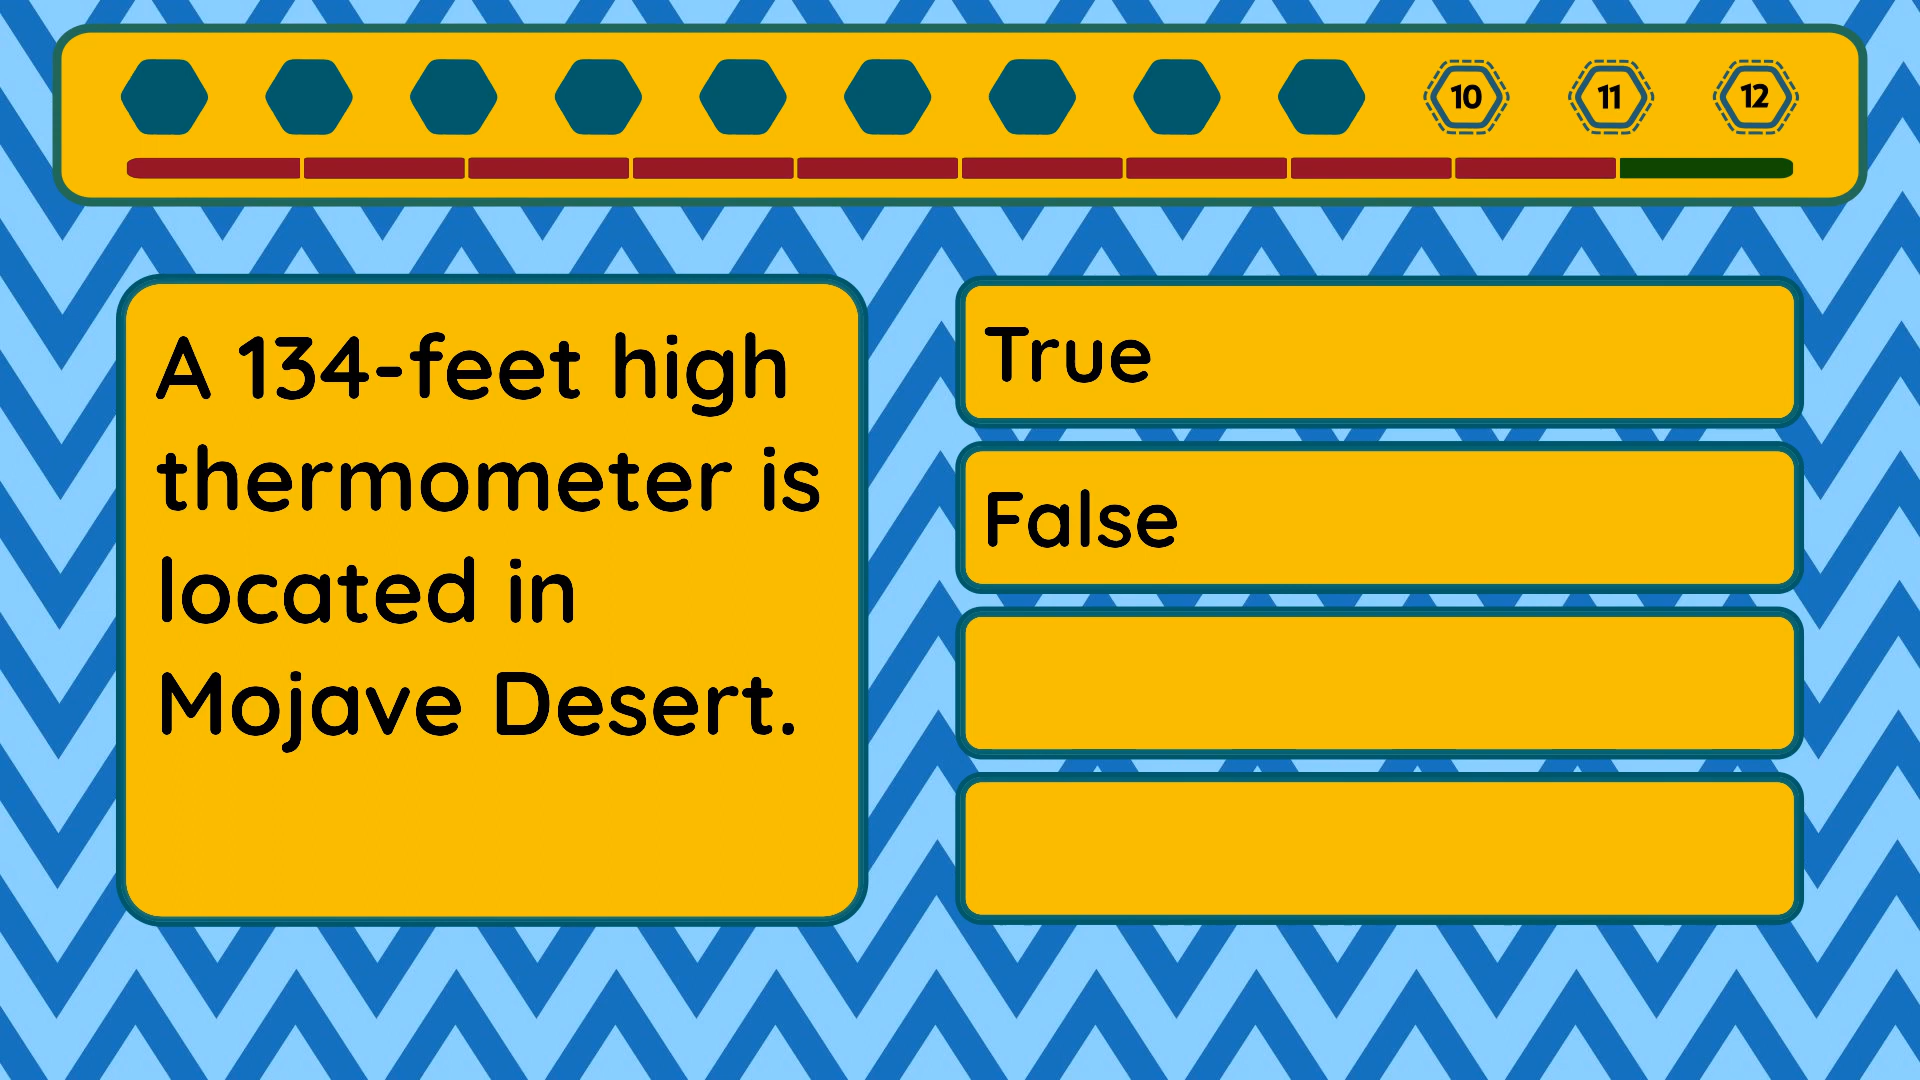 10 11 12
A 134-feet high
thermometer is
located in
Mojave Desert.
True
False